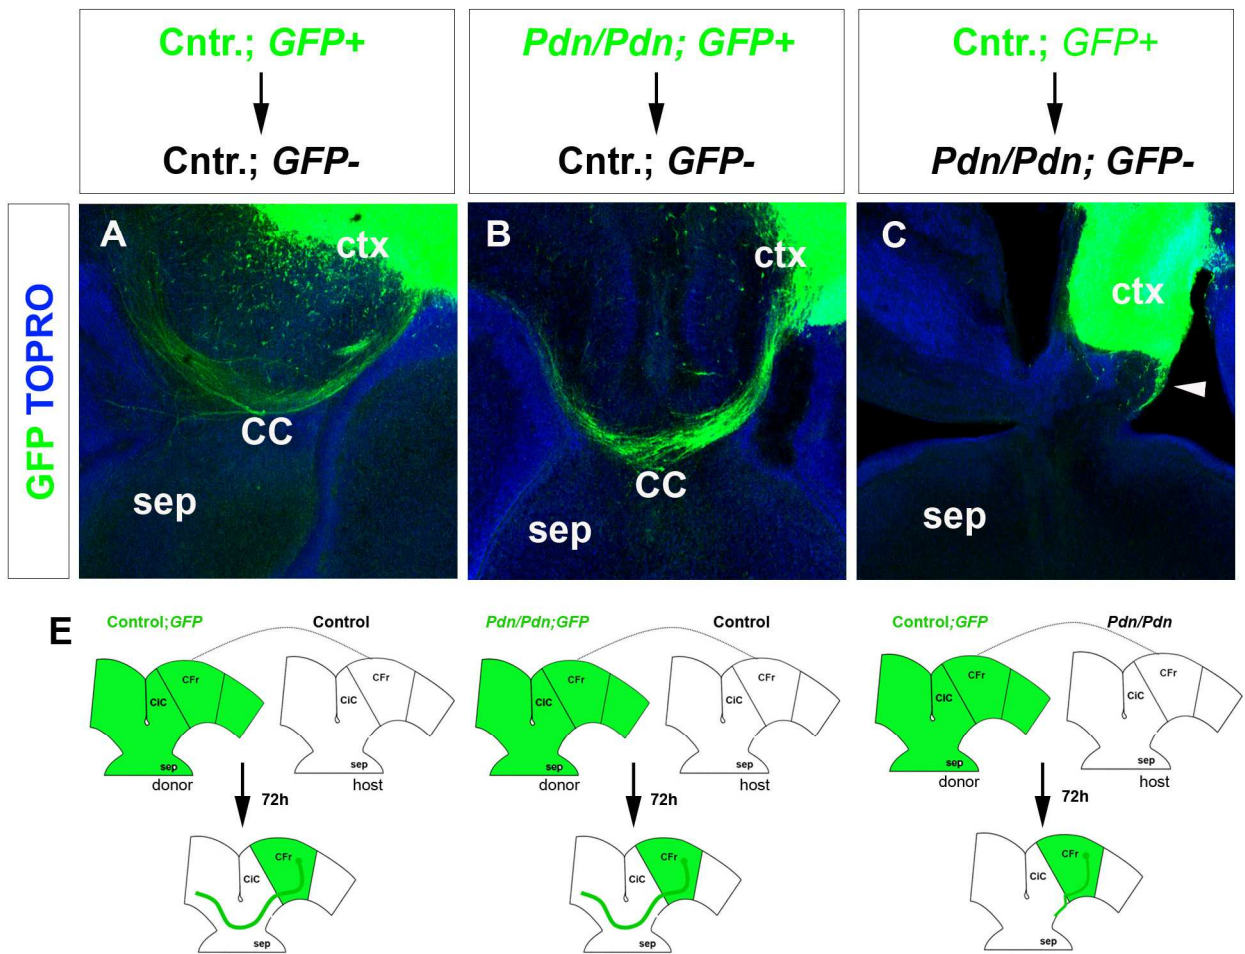 Cntr.; GFP+
Cntr.; GFP-
Pdn/Pdn; GFP+
Cntr.; GFP-
Cntr.; GFP+
Pdn/Pdn; GFP-
GFP TOPRO
A
ctx
CC
sep
B
ctx
CC
sep
C
ctx
sep
E
Control;GFP
Control
CiC
CFr
sep
donor
CiC
CFr
sep
host
72h
CFr
CiC
sep
Pdn/Pdn;GFP
Control
CiC
CFr
sep
donor
CiC
CFr
sep
host
72h
CFr
CiC
sep
Control;GFP
Pdn/Pdn
CiC
CFr
sep
donor
CiC
CFr
sep
host
72h
CFr
CiC
sep